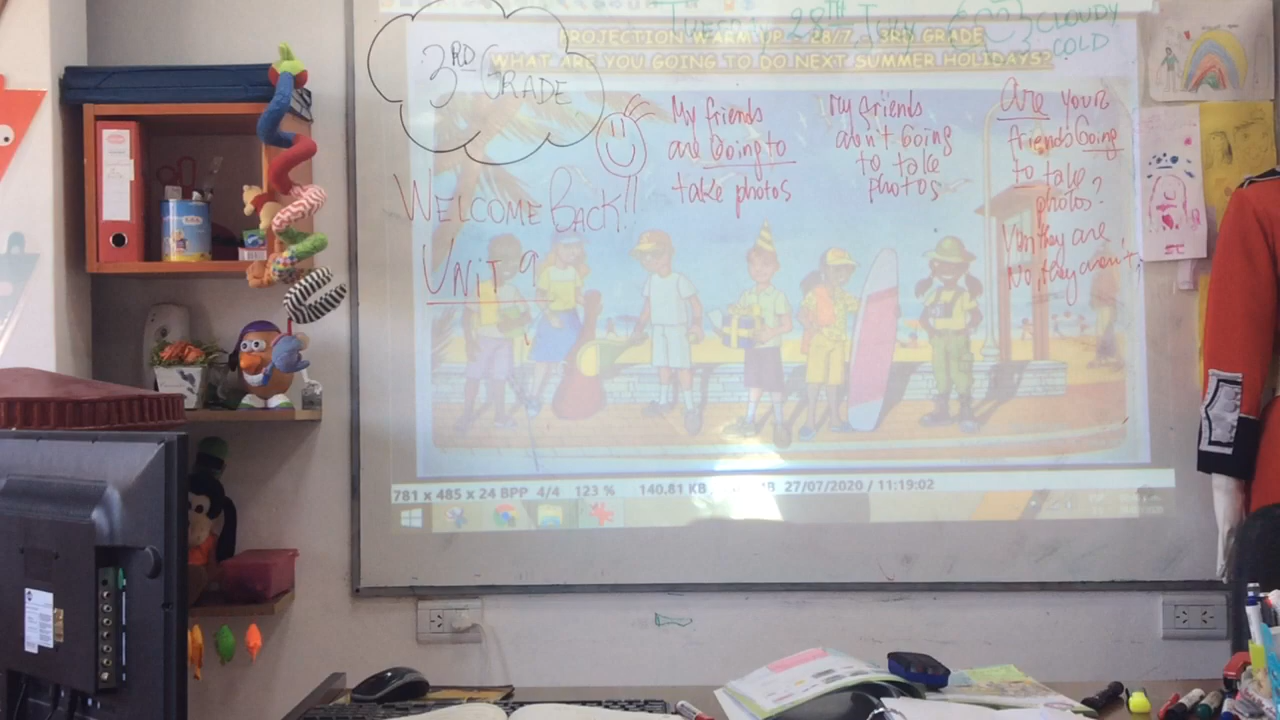 TUESDAY 28TH JULY
CLOUDY
COLD
PROJECTION WARM UP - 28/7 - 3RD GRADE
WHAT ARE YOU GOING TO DO NEXT SUMMER HOLIDAYS?
3RD
GRADE
WELCOME BACK!!
UNIT 9
My friends
are Going to
take photos
My friends
aren't Going
to take
photos
Are your
friends Going
to take
photos?
Yes, they are
No, they aren't
781 x 485 x 24 BPP 4/4 123 % 140.81 KB 27/07/2020 / 11:19:02